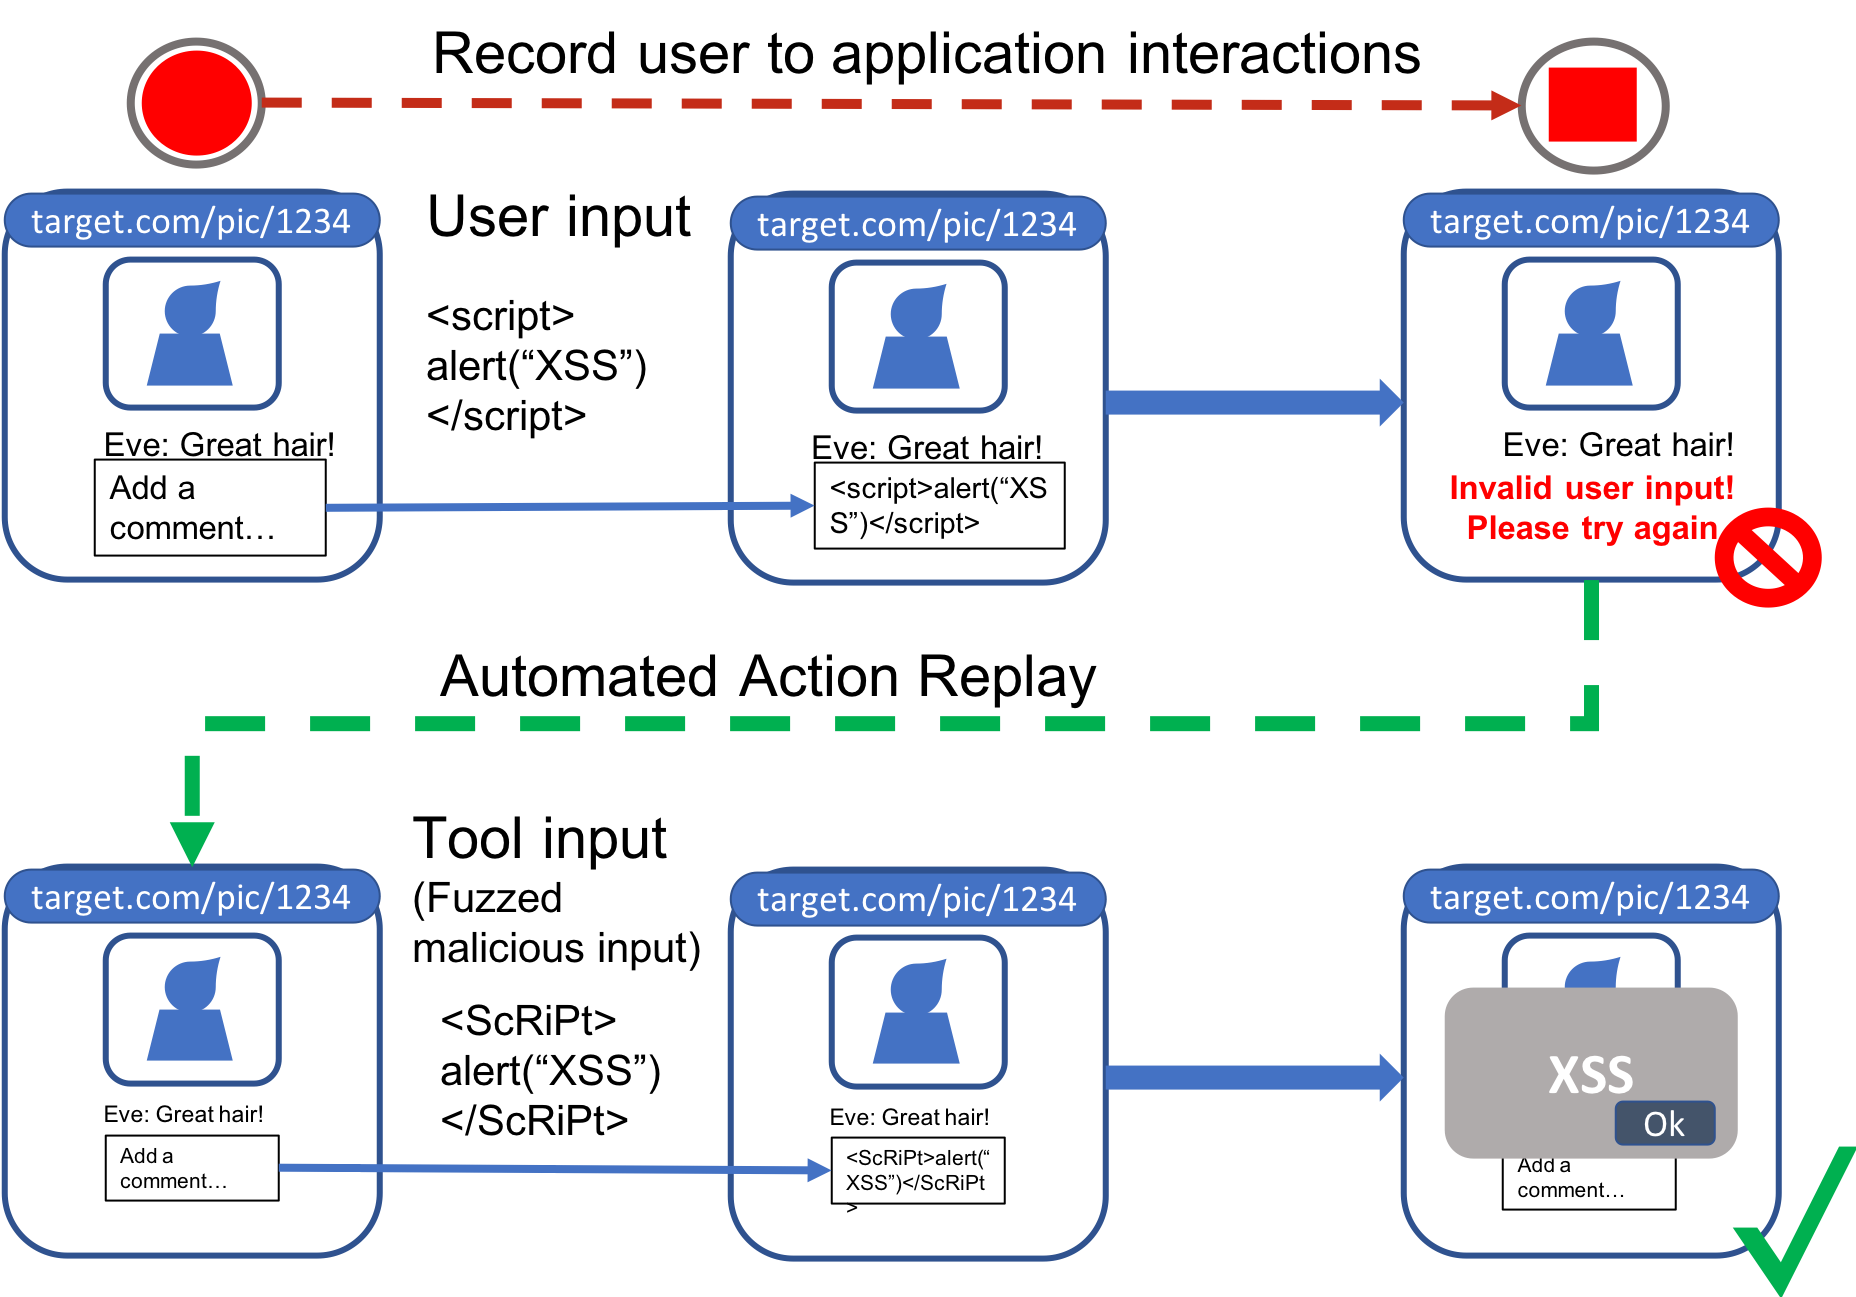 Record user to application interactions
target.com/pic/1234
User input
target.com/pic/1234
target.com/pic/1234
<script>
alert(“XSS”)
</script>
Eve: Great hair!
Add a
comment…
Eve: Great hair!
<script>alert(“XS
S”)</script>
Eve: Great hair!
Invalid user input!
Please try again
Automated Action Replay
target.com/pic/1234
Tool input
(Fuzzed
malicious input)
target.com/pic/1234
target.com/pic/1234
<ScRiPt>
alert(“XSS”)
</ScRiPt>
Eve: Great hair!
Add a
comment…
Eve: Great hair!
<ScRiPt>alert(“
XSS”)</ScRiPt
>
XSS
Ok
Add a
comment…